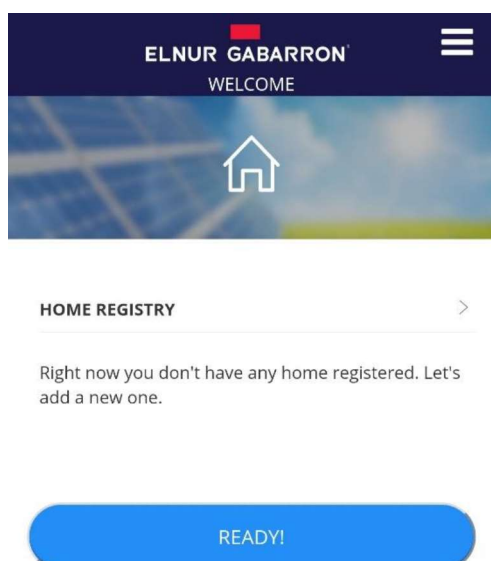 ELNUR GABARRON
WELCOME
HOME REGISTRY
Right now you don't have any home registered. Let's
add a new one.
READY!